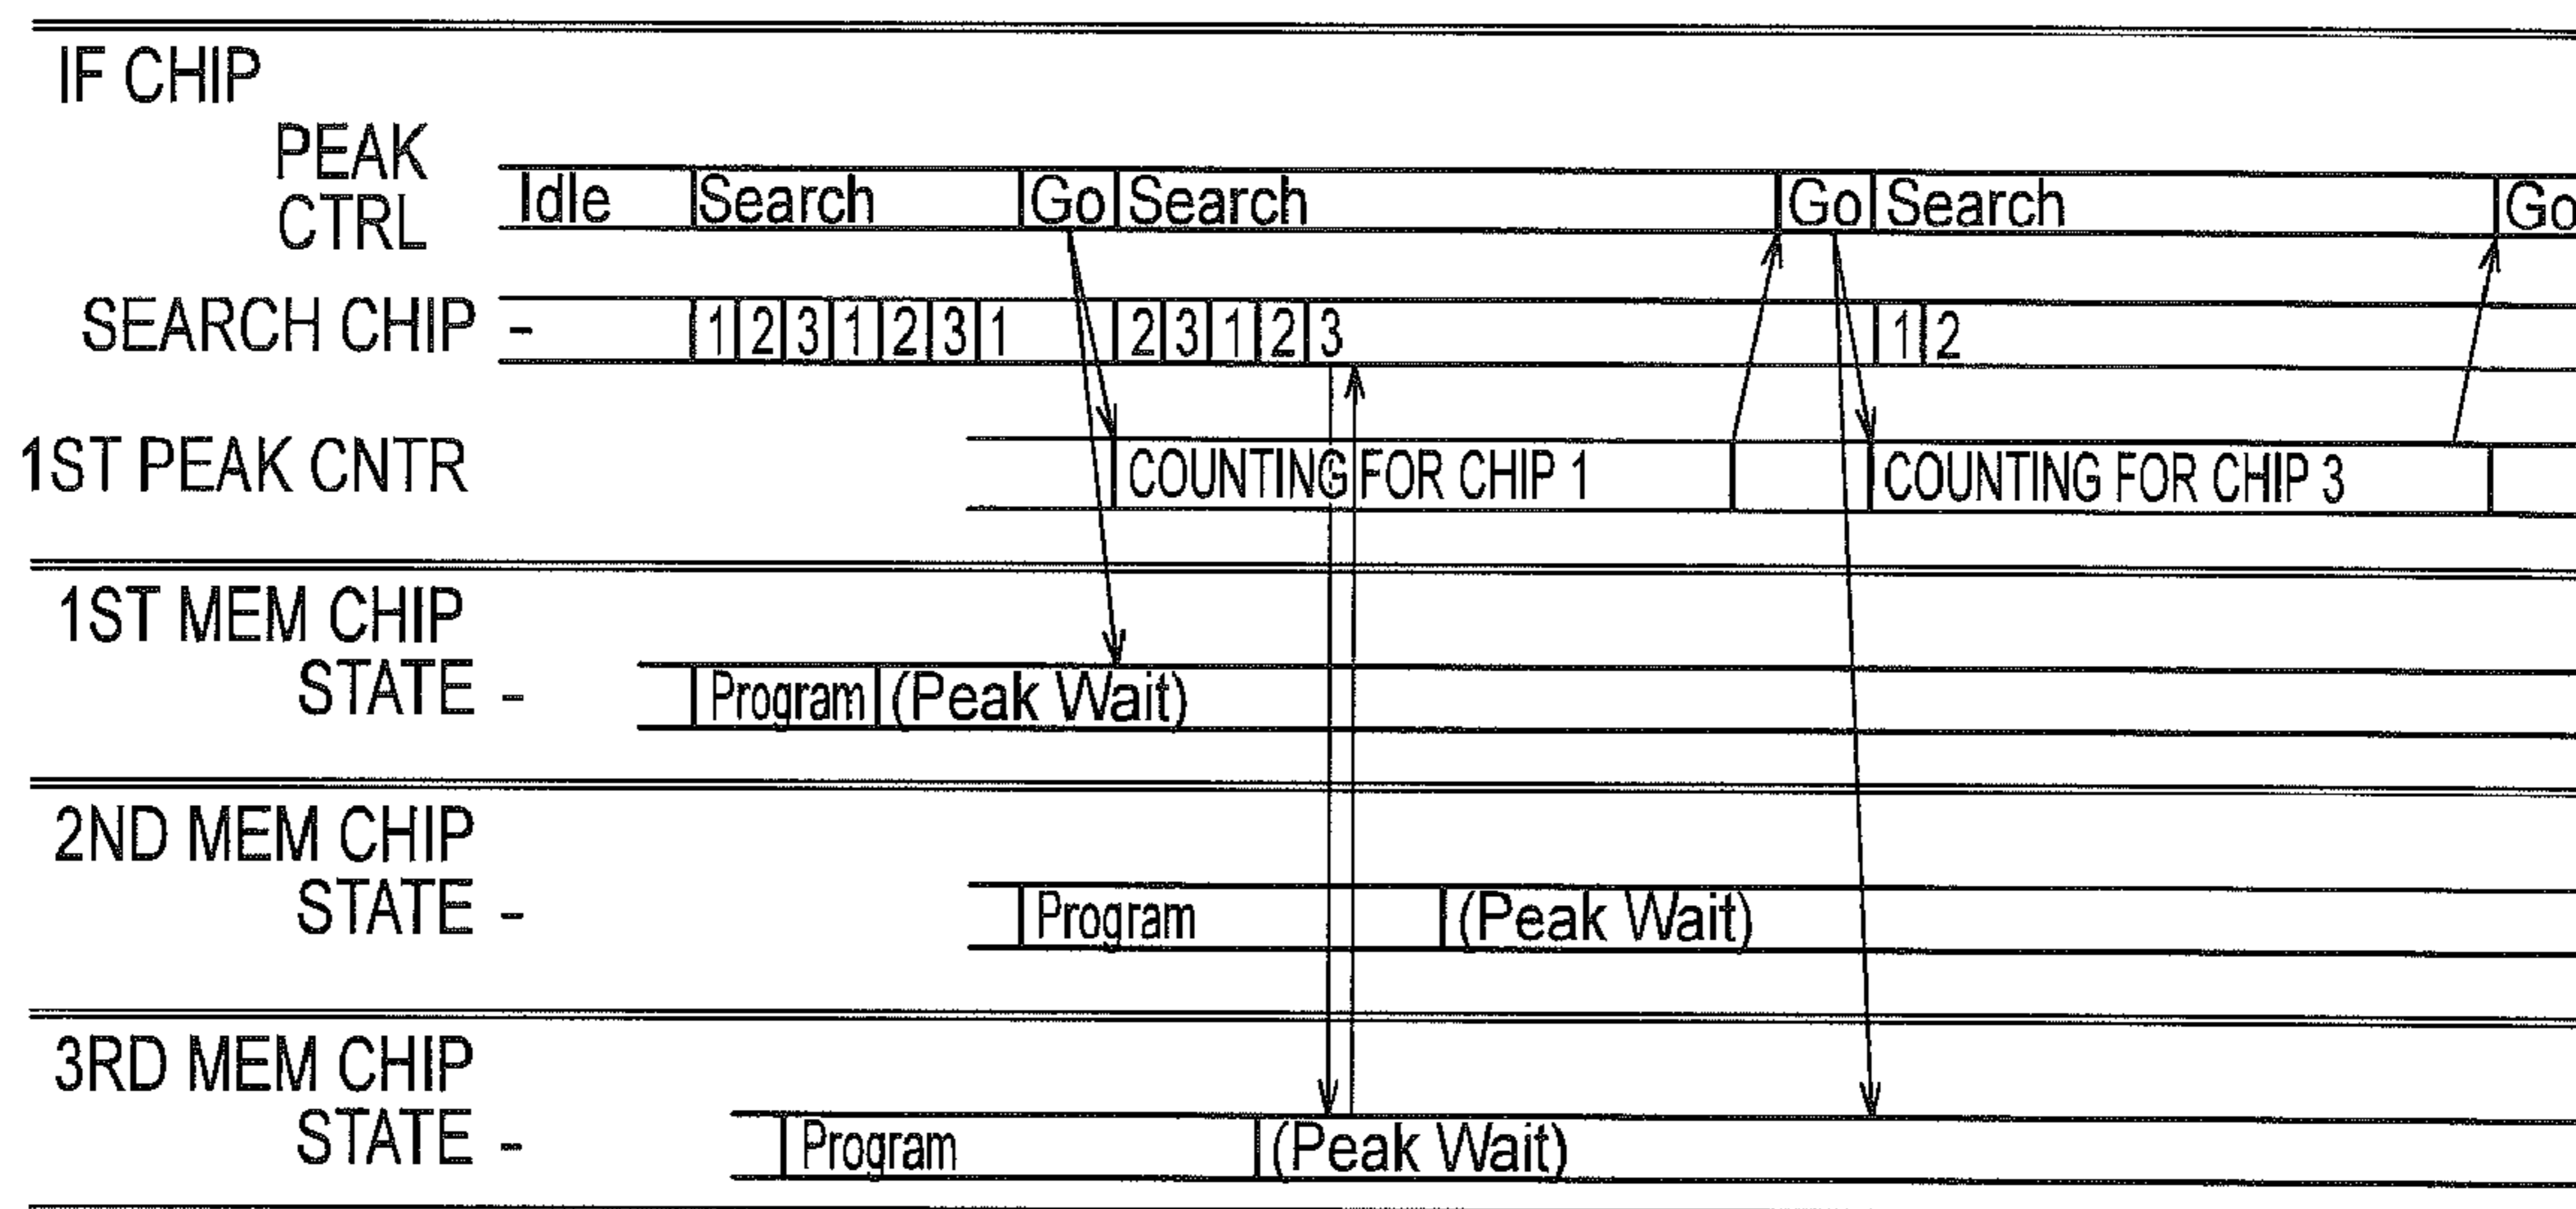 IF CHIP
PEAK
CTRL
Idle Search Go Search Go Search Go
SEARCH CHIP - 1 2 3 1 2 3 1 2 3 1 2 3 1 2
1ST PEAK CNTR COUNTING FOR CHIP 1 COUNTING FOR CHIP 3
1ST MEM CHIP
STATE - Program (Peak Wait)
2ND MEM CHIP
STATE - Program (Peak Wait)
3RD MEM CHIP
STATE - Program (Peak Wait)